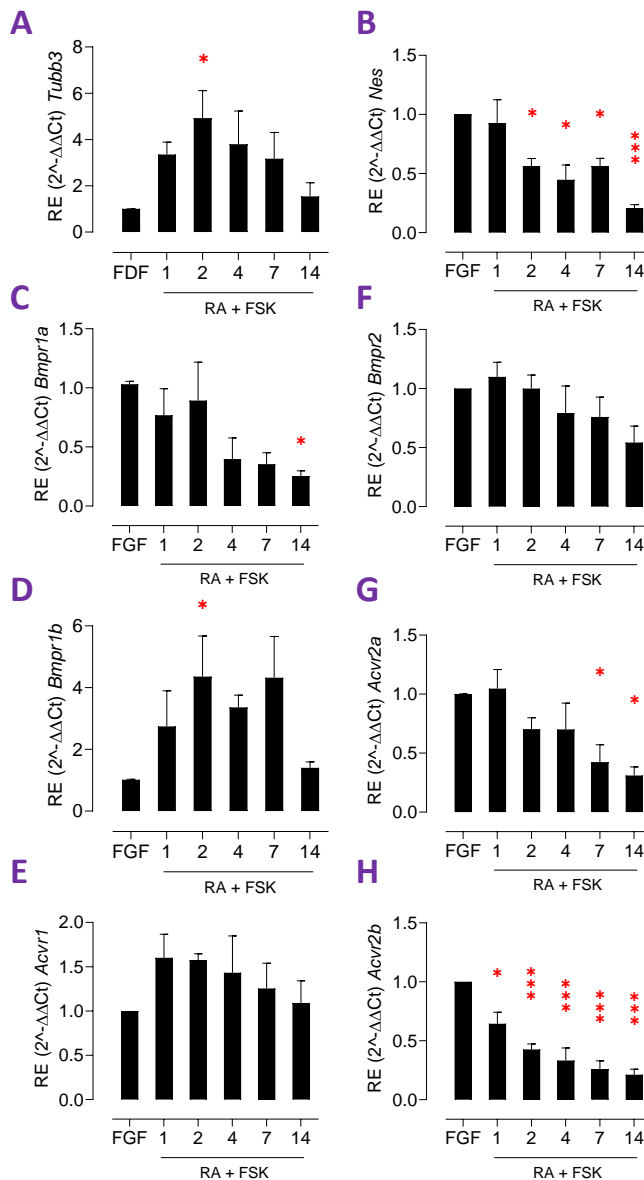 A
RE (2^-ΔΔCt) Tubb3
8
6
4
2
0
*
FDF 1 2 4 7 14
RA + FSK
B
RE (2^-ΔΔCt) Nes
1.5
1.0
0.5
0.0
* * * ***
FGF 1 2 4 7 14
RA + FSK
C
RE (2^-ΔΔCt) Bmpr1a
1.5
1.0
0.5
0.0
*
FGF 1 2 4 7 14
RA + FSK
F
RE (2^-ΔΔCt) Bmpr2
1.5
1.0
0.5
0.0
FGF 1 2 4 7 14
RA + FSK
D
RE (2^-ΔΔCt) Bmpr1b
6
4
2
0
*
FGF 1 2 4 7 14
RA + FSK
G
RE (2^-ΔΔCt) Acvr2a
1.5
1.0
0.5
0.0
* *
FGF 1 2 4 7 14
RA + FSK
E
RE (2^-ΔΔCt) Acvr1
2.0
1.5
1.0
0.5
0.0
FGF 1 2 4 7 14
RA + FSK
H
RE (2^-ΔΔCt) Acvr2b
1.5
1.0
0.5
0.0
* *** *** *** ***
FGF 1 2 4 7 14
RA + FSK